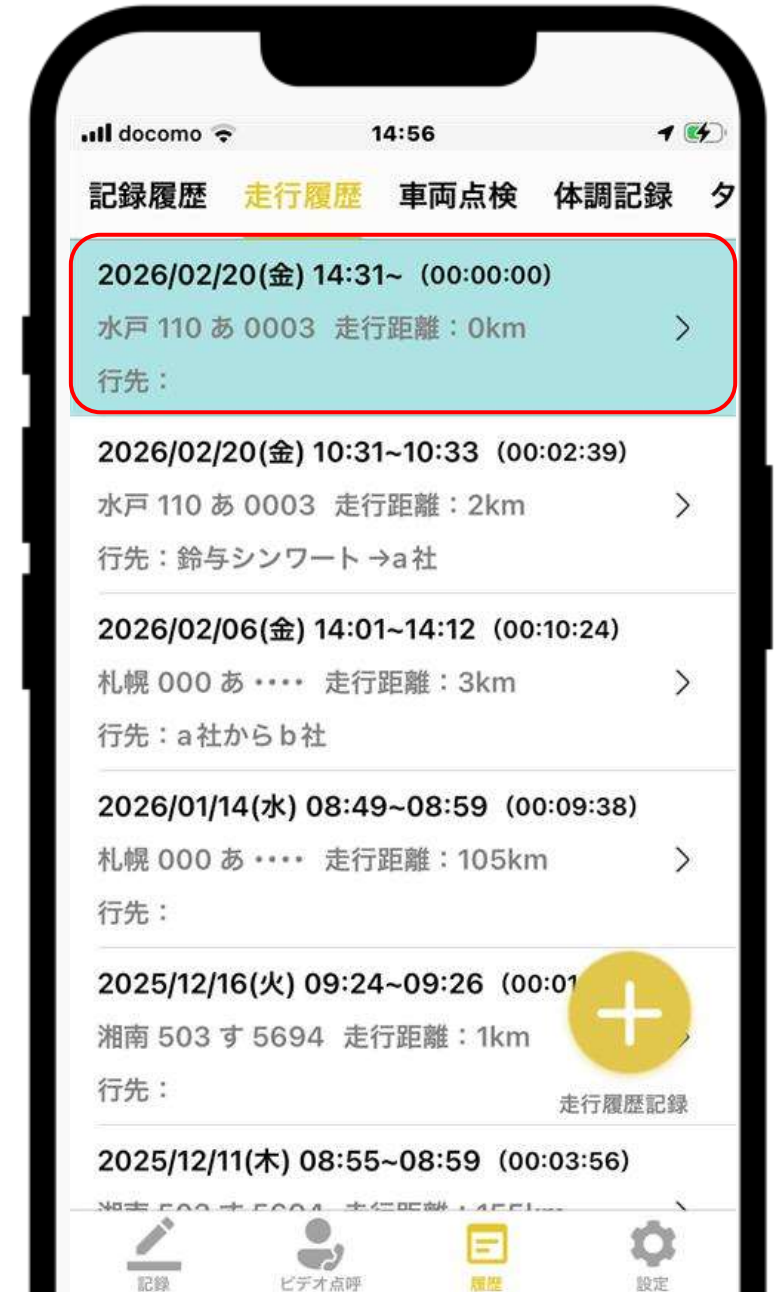 docomo 14:56
記録履歴 走行履歴 車両点検 体調記録 タ
2026/02/20(金) 14:31~（00:00:00）
水戸 110 あ 0003 走行距離：0km
行先：
2026/02/20(金) 10:31~10:33（00:02:39）
水戸 110 あ 0003 走行距離：2km
行先：鈴与シンワート →a社
2026/02/06(金) 14:01~14:12（00:10:24）
札幌 000 あ ‥‥ 走行距離：3km
行先：a社からｂ社
2026/01/14(水) 08:49~08:59（00:09:38）
札幌 000 あ ‥‥ 走行距離：105km
行先：
2025/12/16(火) 09:24~09:26（00:01
湘南 503 す 5694 走行距離：1km
行先：
走行履歴記録
2025/12/11(木) 08:55~08:59（00:03:56）
記録 ビデオ点呼 履歴 設定